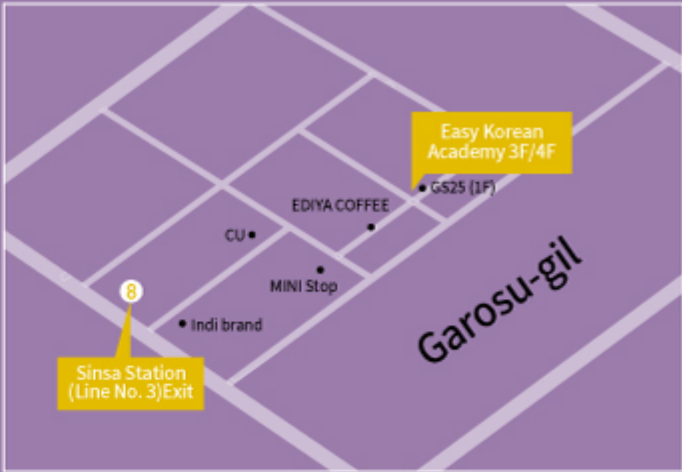 Easy Korean
Academy 3F/4F
GS25 (1F)
EDIYA COFFEE
CU
MINI Stop
Garosu-gil
8
Indi brand
Sinsa Station
(Line No. 3)Exit